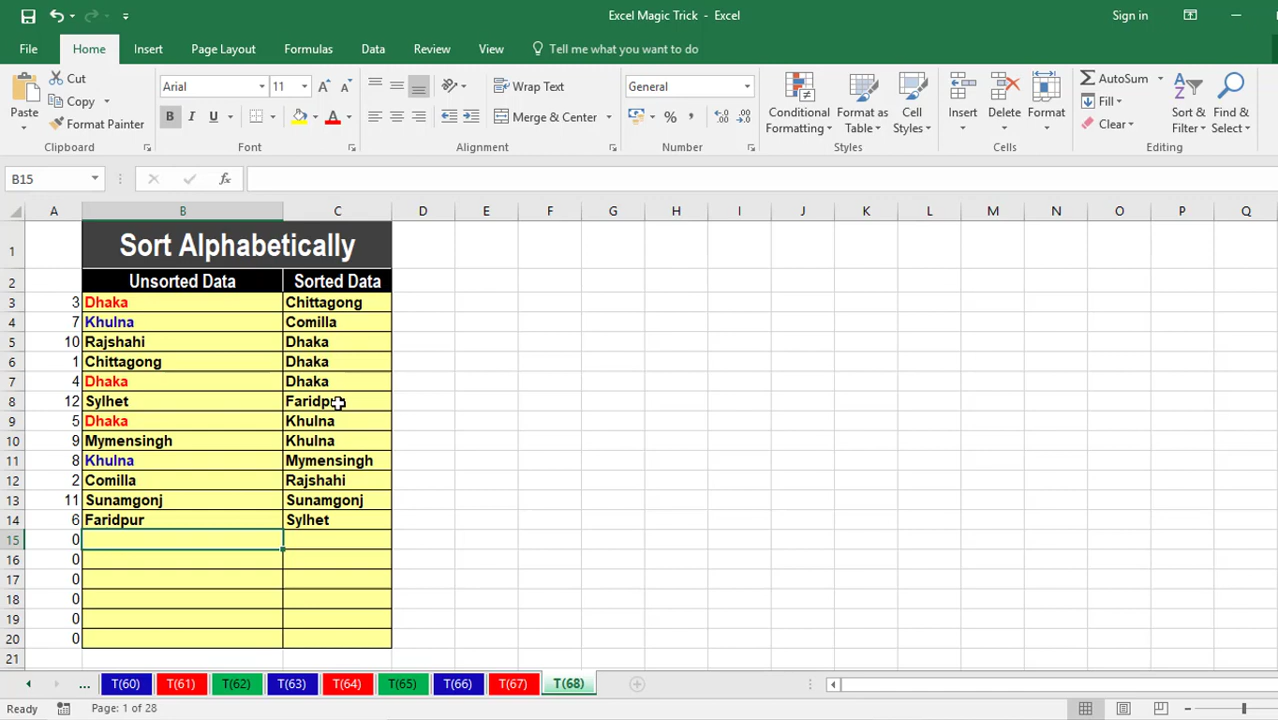 Excel Magic Trick - Excel
Sign in
File Home Insert Page Layout Formulas Data Review View Tell me what you want to do
Paste
Cut
Copy
Format Painter
Clipboard
Arial 11 A A
B I U A
Font
Wrap Text
Merge & Center
Alignment
General
% , .0 .00 .00 .0
Number
Conditional Formatting
Format as Table
Cell Styles
Styles
Insert
Delete
Format
Cells
AutoSum
Fill
Clear
Sort & Filter
Find & Select
Editing
B15 fx
A B C D E F G H I J K L M N O P Q
1 Sort Alphabetically
2 Unsorted Data Sorted Data
3 3 Dhaka Chittagong
4 7 Khulna Comilla
5 10 Rajshahi Dhaka
6 1 Chittagong Dhaka
7 4 Dhaka Dhaka
8 12 Sylhet Faridpur
9 5 Dhaka Khulna
10 9 Mymensingh Khulna
11 8 Khulna Mymensingh
12 2 Comilla Rajshahi
13 11 Sunamgonj Sunamgonj
14 6 Faridpur Sylhet
15 0
16 0
17 0
18 0
19 0
20 0
21
... T(60) T(61) T(62) T(63) T(64) T(65) T(66) T(67) T(68)
Ready Page: 1 of 28